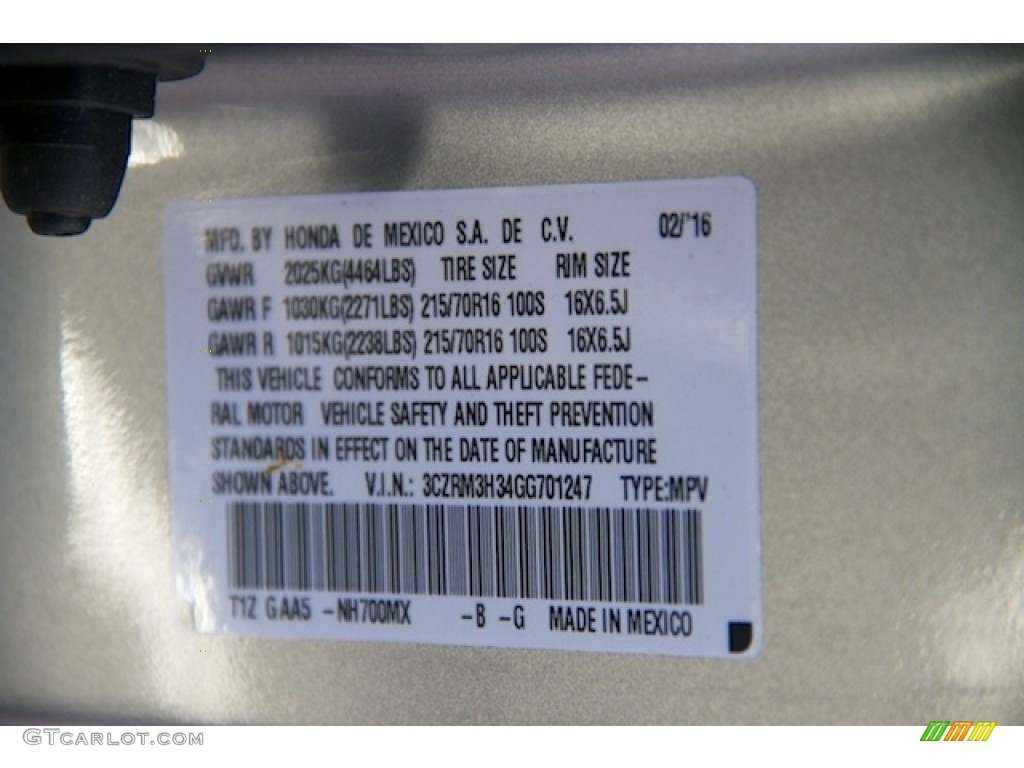 MFD. BY HONDA DE MEXICO S.A. DE C.V. 02/'16
GVWR 2025KG(4464LBS) TIRE SIZE RIM SIZE
GAWR F 1030KG(2271LBS) 215/70R16 100S 16X6.5J
GAWR R 1015KG(2238LBS) 215/70R16 100S 16X6.5J
THIS VEHICLE CONFORMS TO ALL APPLICABLE FEDE-
RAL MOTOR VEHICLE SAFETY AND THEFT PREVENTION
STANDARDS IN EFFECT ON THE DATE OF MANUFACTURE
SHOWN ABOVE. V.I.N.: 3CZRM3H34GG701247 TYPE:MPV
T1Z GAA5 -NH700MX -B -G MADE IN MEXICO
GTCARLOT.COM